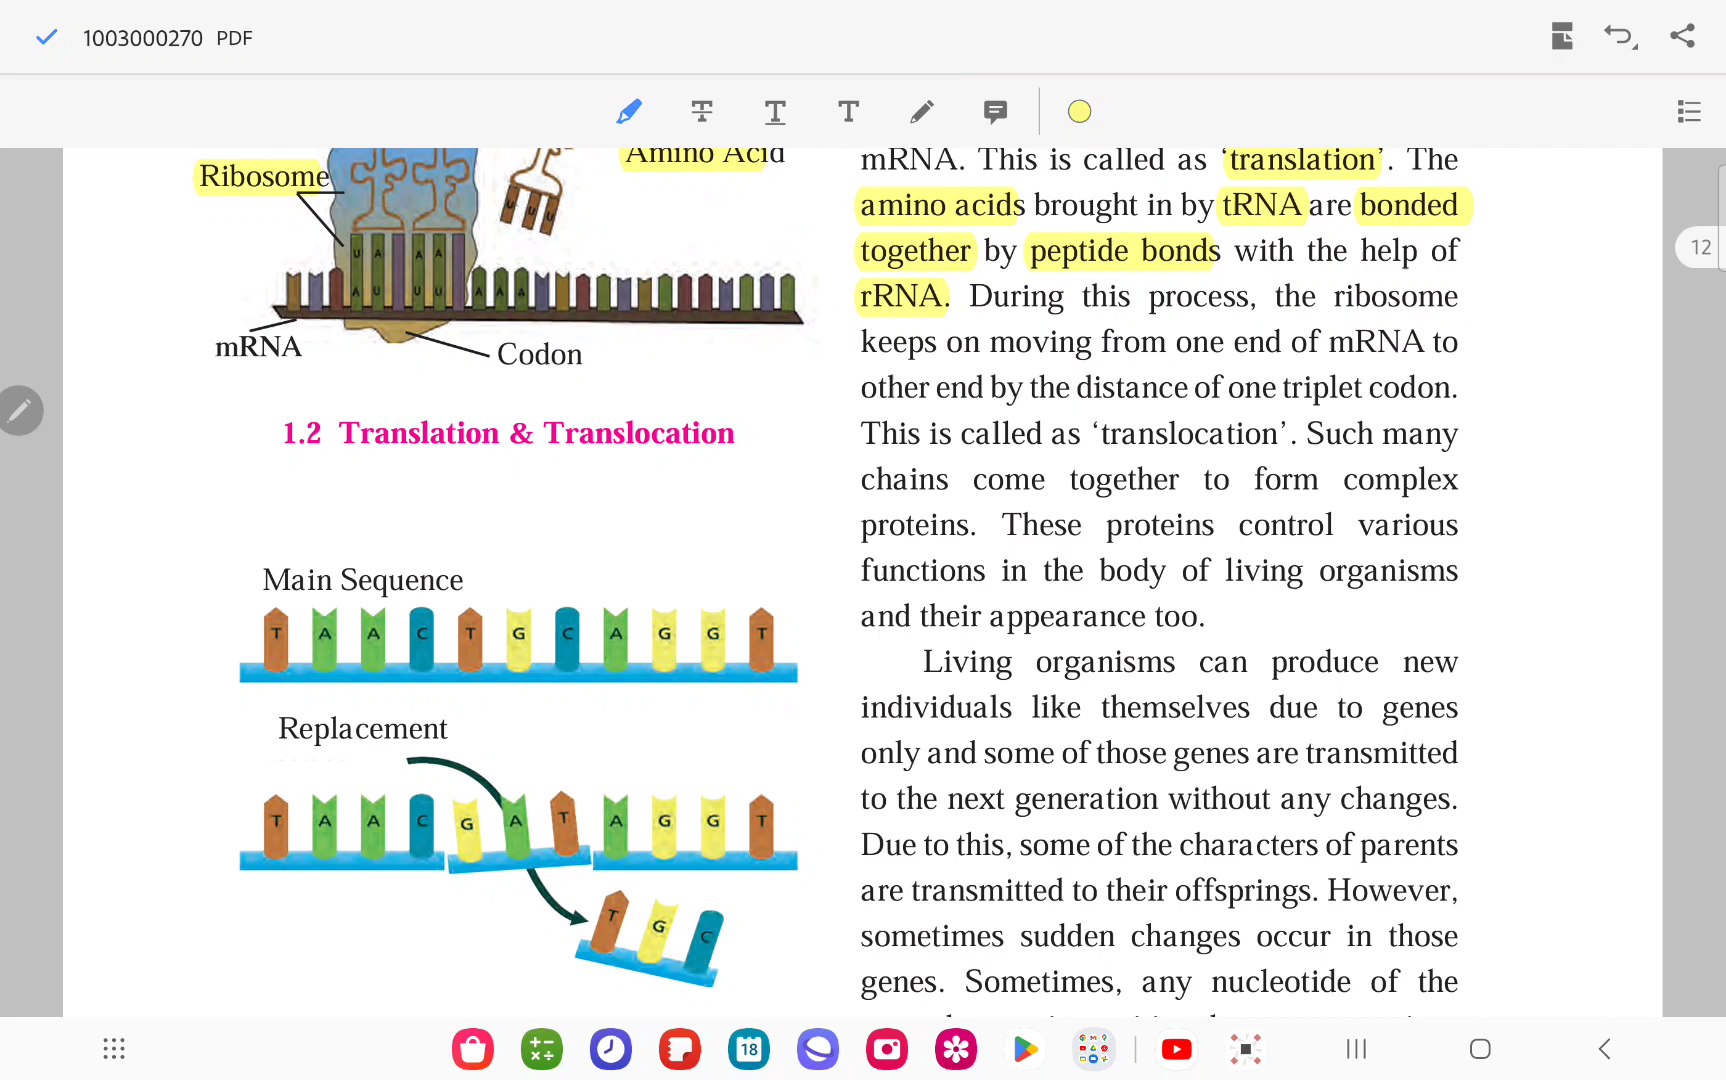 1003000270 PDF
Amino Acid
Ribosome
U U U
U A A A
A U U U A A A
mRNA
Codon
1.2 Translation & Translocation
Main Sequence
T A A C T G C A G G T
Replacement
T A A C G A T A G G T
T G C
mRNA. This is called as ‘translation’. The
amino acids brought in by tRNA are bonded
together by peptide bonds with the help of
rRNA. During this process, the ribosome
keeps on moving from one end of mRNA to
other end by the distance of one triplet codon.
This is called as ‘translocation’. Such many
chains come together to form complex
proteins. These proteins control various
functions in the body of living organisms
and their appearance too.
Living organisms can produce new
individuals like themselves due to genes
only and some of those genes are transmitted
to the next generation without any changes.
Due to this, some of the characters of parents
are transmitted to their offsprings. However,
sometimes sudden changes occur in those
genes. Sometimes, any nucleotide of the
12
18